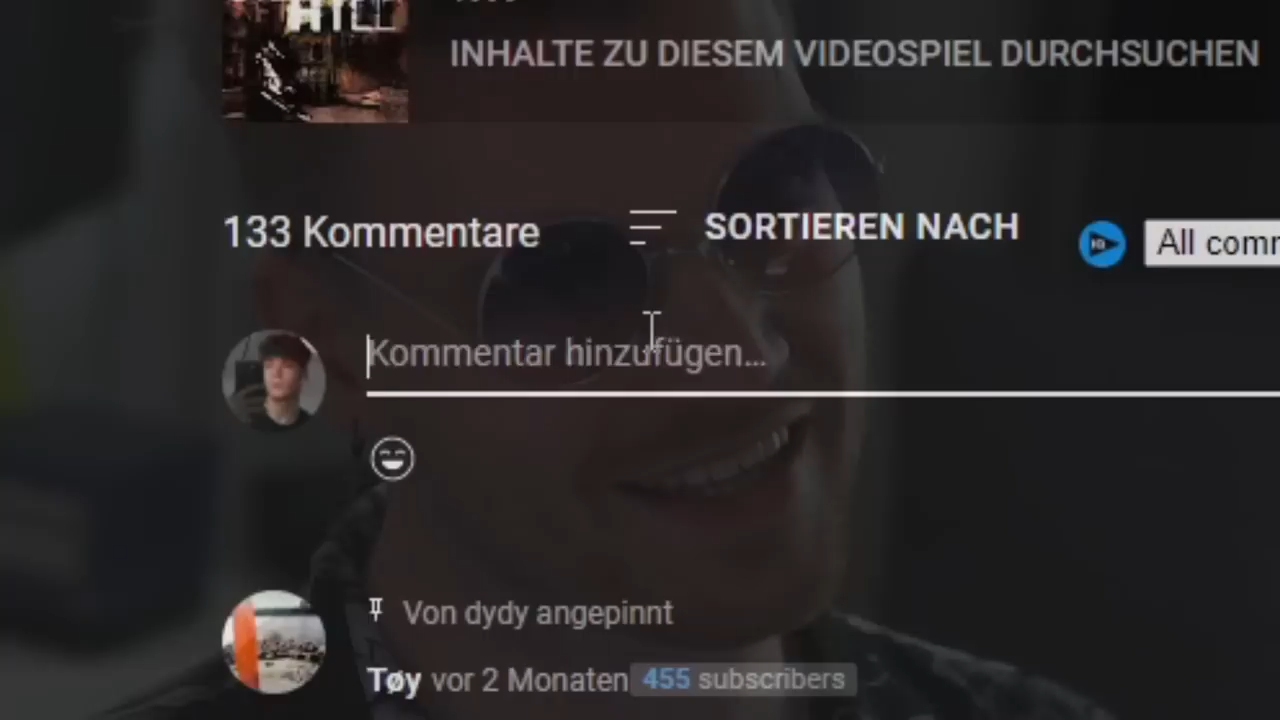 INHALTE ZU DIESEM VIDEOSPIEL DURCHSUCHEN
133 Kommentare
SORTIEREN NACH
All comm
Kommentar hinzufügen...
Von dydy angepinnt
Tøy vor 2 Monaten 455 subscribers